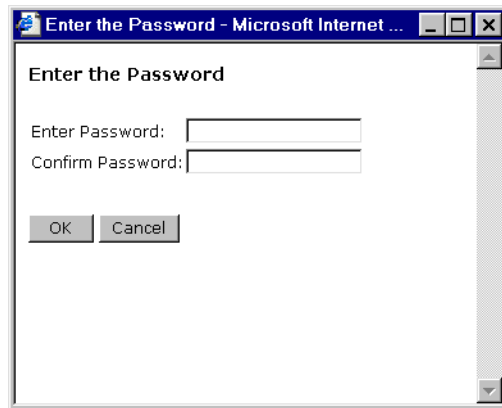 Enter the Password - Microsoft Internet ...
Enter the Password
Enter Password:
Confirm Password:
OK Cancel